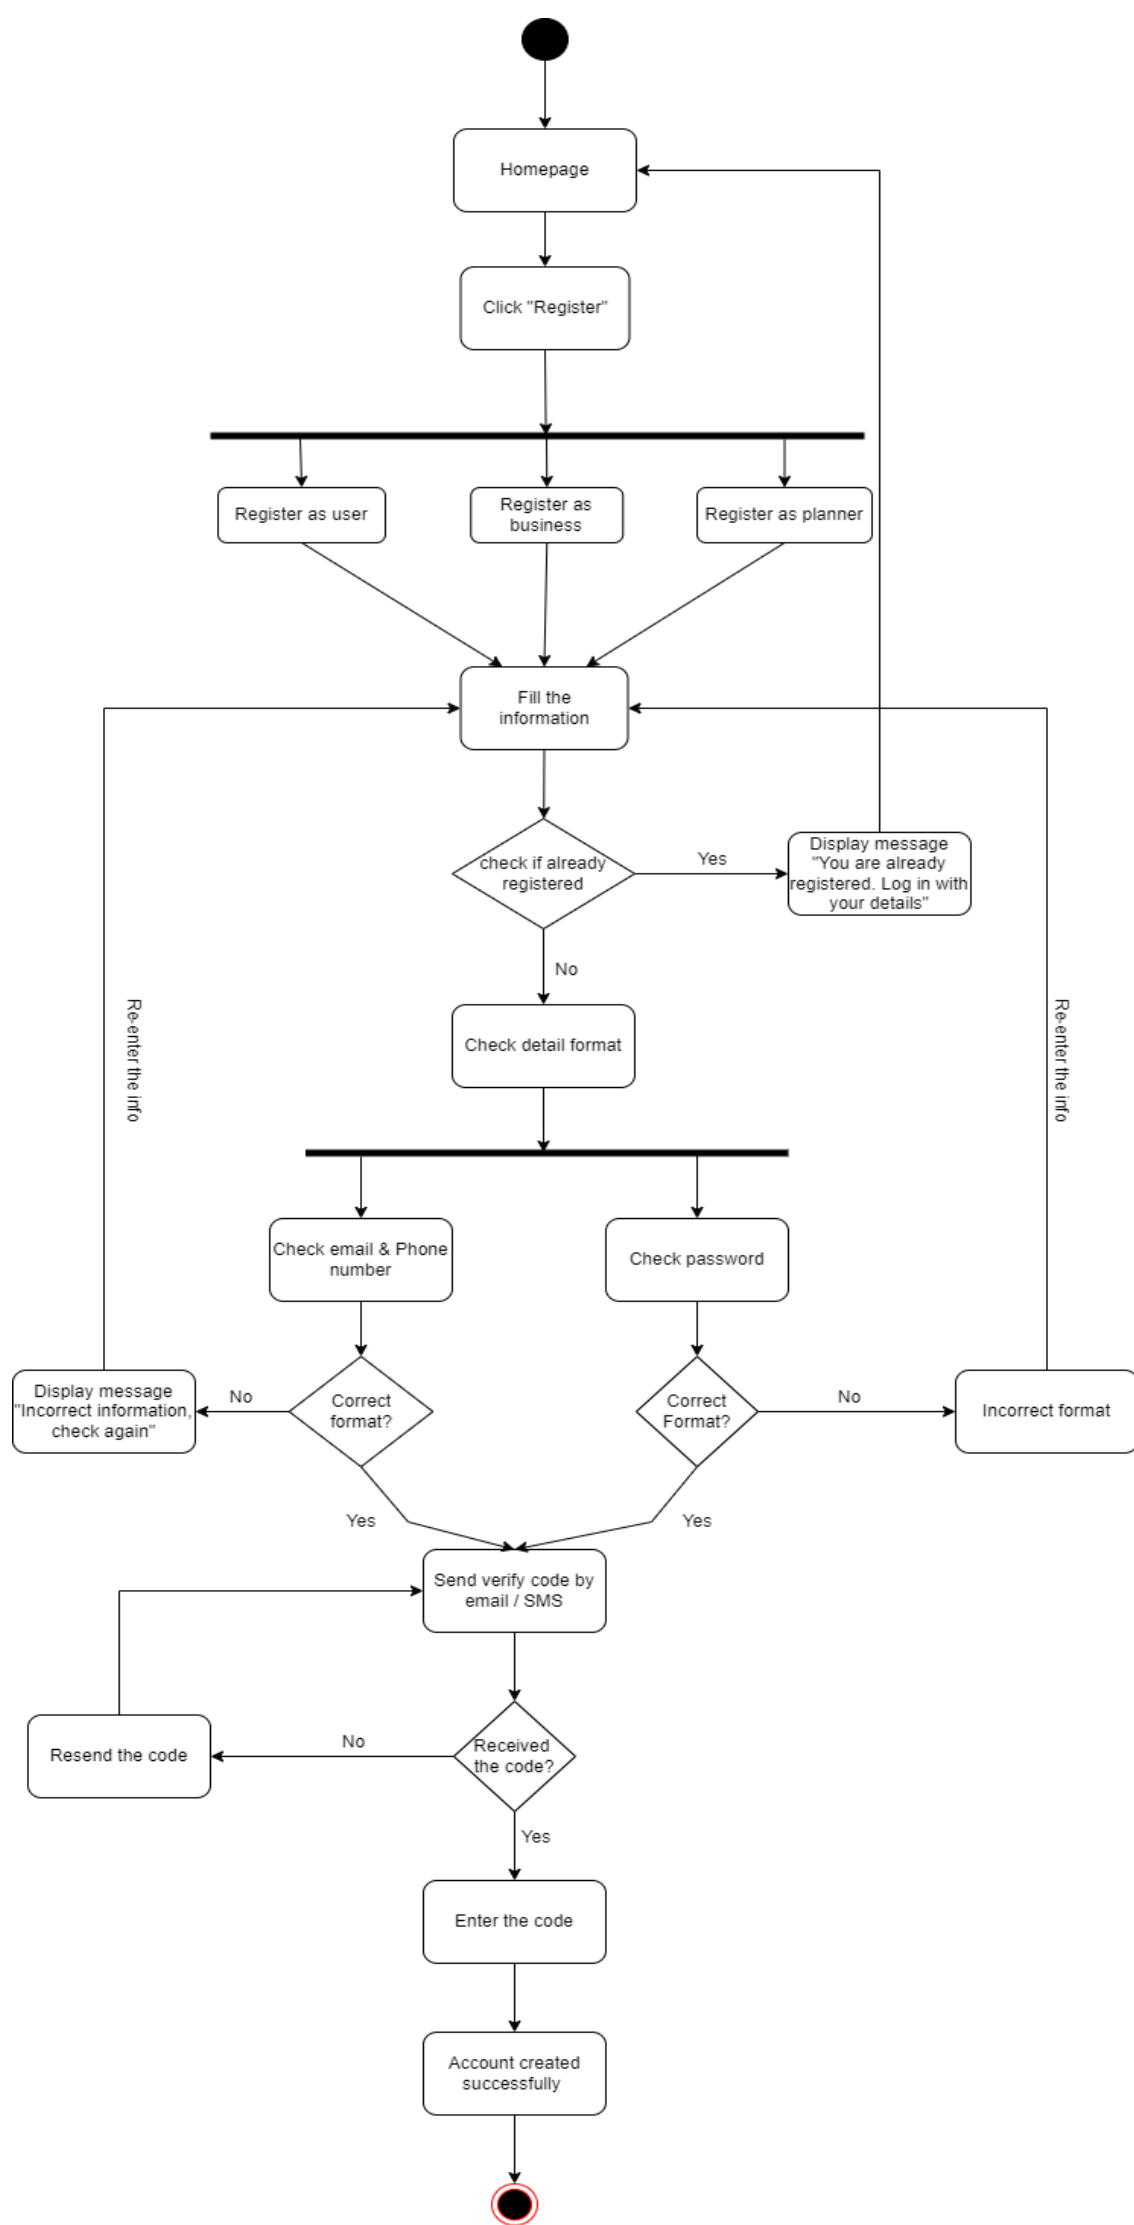 Homepage
Click "Register"
Register as user
Register as
business
Register as planner
Fill the
information
check if already
registered
Yes
Display message
"You are already
registered. Log in with
your details"
No
Re-enter the info
Re-enter the info
Check detail format
Check email & Phone
number
Check password
Display message
"Incorrect information,
check again"
No
Correct
format?
Correct
Format?
No
Incorrect format
Yes
Yes
Send verify code by
email / SMS
Resend the code
No
Received
the code?
Yes
Enter the code
Account created
successfully